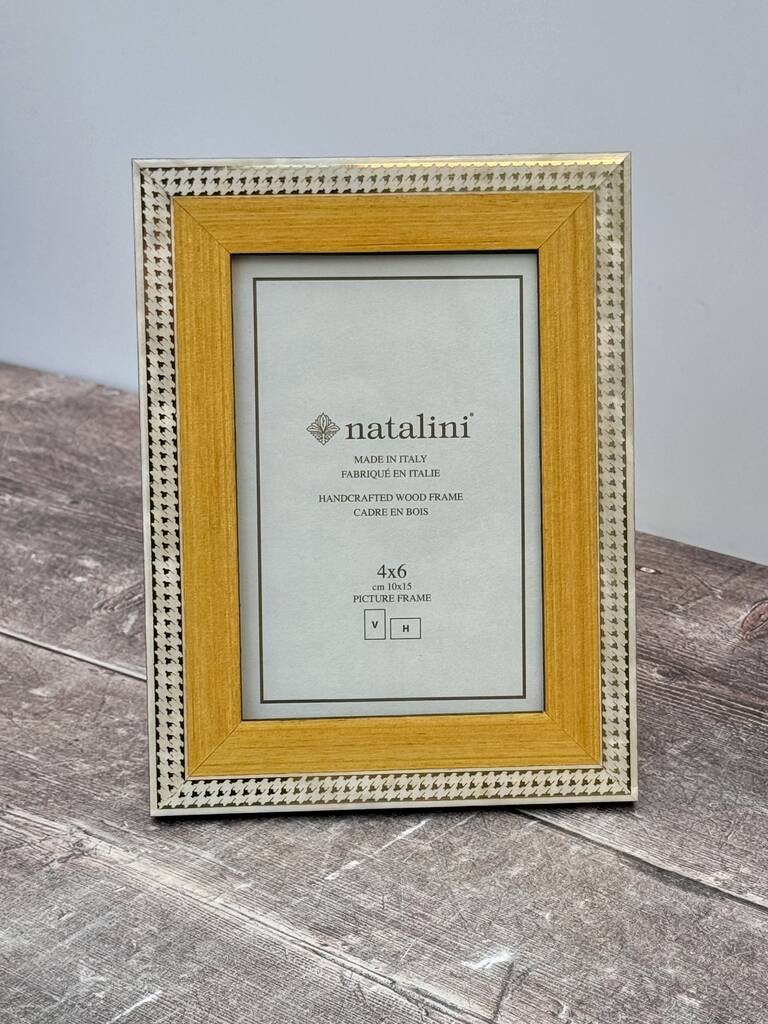 natalini®
MADE IN ITALY
FABRIQUÉ EN ITALIE
HANDCRAFTED WOOD FRAME
CADRE EN BOIS
4x6
cm 10x15
PICTURE FRAME
V H